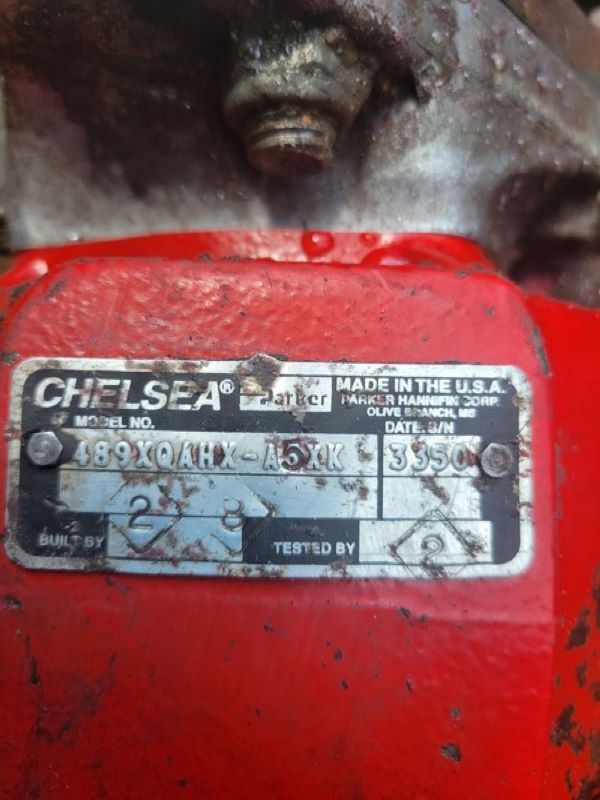 CHELSEA® Parker MADE IN THE U.S.A.
PARKER HANNIFIN CORP.
OLIVE BRANCH, MS
MODEL NO. DATE: S/N
489XQAHX-A5XK 3350
2 8
BUILT BY TESTED BY 2